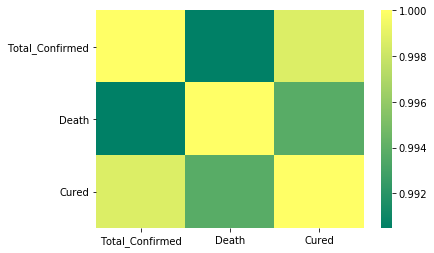 Total_Confirmed
Death
Cured
Total_Confirmed Death Cured
1.000
0.998
0.996
0.994
0.992